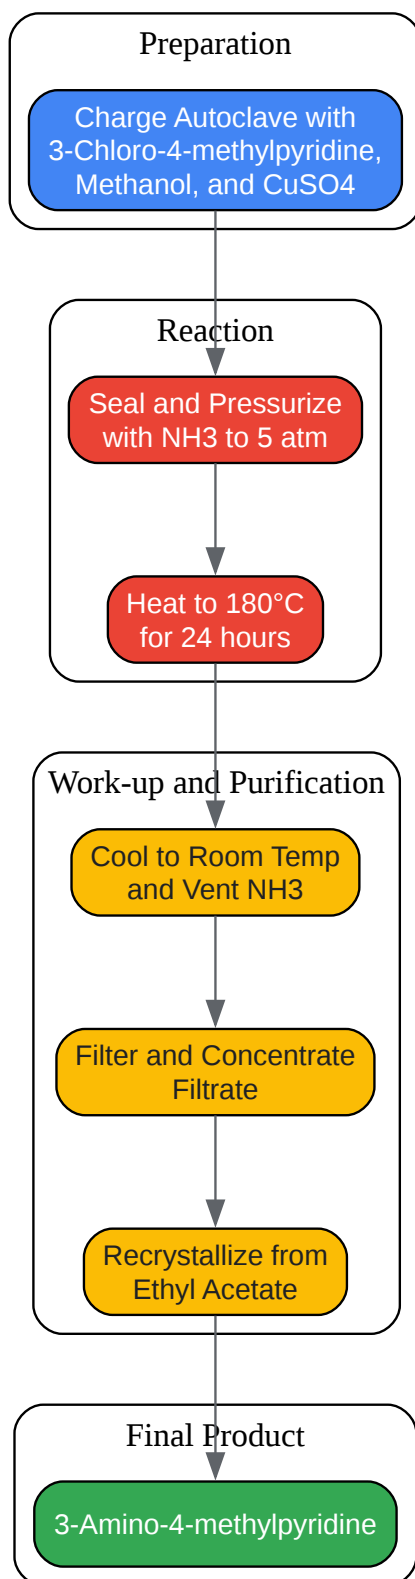 Preparation
Charge Autoclave with
3-Chloro-4-methylpyridine,
Methanol, and CuSO4
Reaction
Seal and Pressurize
with NH3 to 5 atm
Heat to 180°C
for 24 hours
Work-up and Purification
Cool to Room Temp
and Vent NH3
Filter and Concentrate
Filtrate
Recrystallize from
Ethyl Acetate
Final Product
3-Amino-4-methylpyridine